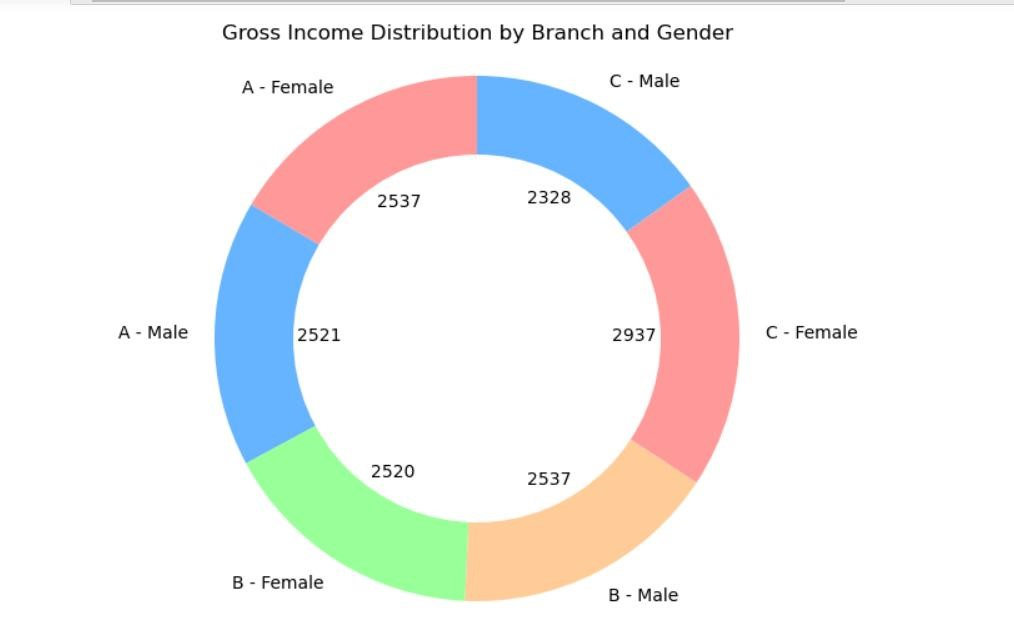 Gross Income Distribution by Branch and Gender
A - Female
C - Male
2537
2328
A - Male
2521
2937
C - Female
2520
2537
B - Female
B - Male